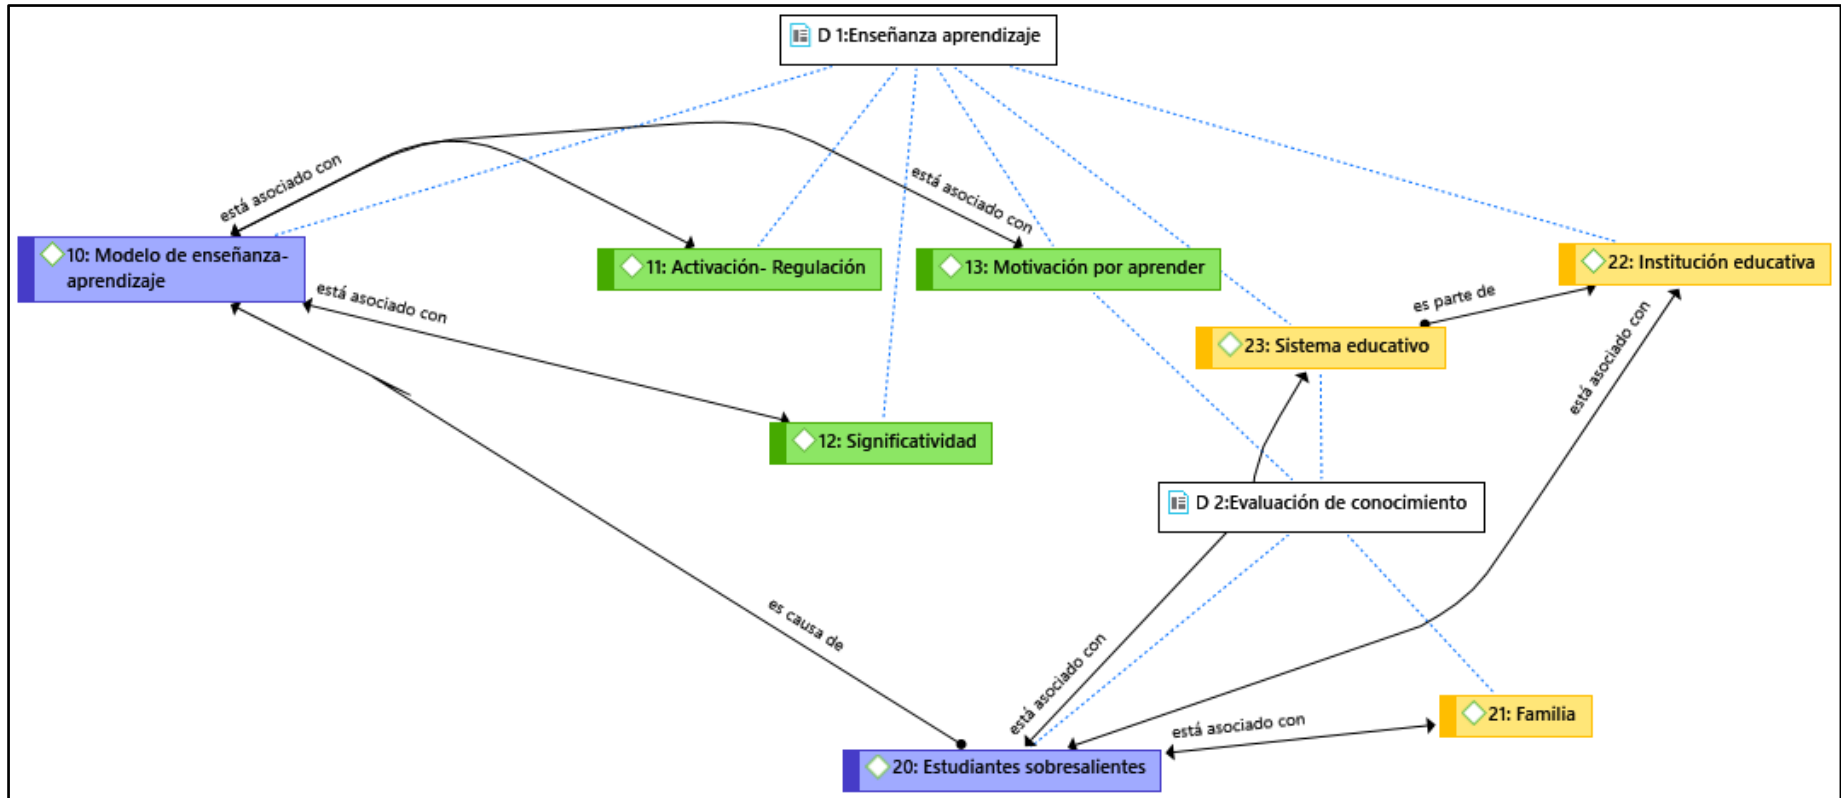 D 1:Enseñanza aprendizaje
está asociado con
está asociado con
10: Modelo de enseñanza-
aprendizaje
11: Activación- Regulación
13: Motivación por aprender
22: Institución educativa
está asociado con
es parte de
23: Sistema educativo
está asociado con
12: Significatividad
D 2:Evaluación de conocimiento
es causa de
está asociado con
está asociado con
21: Familia
20: Estudiantes sobresalientes